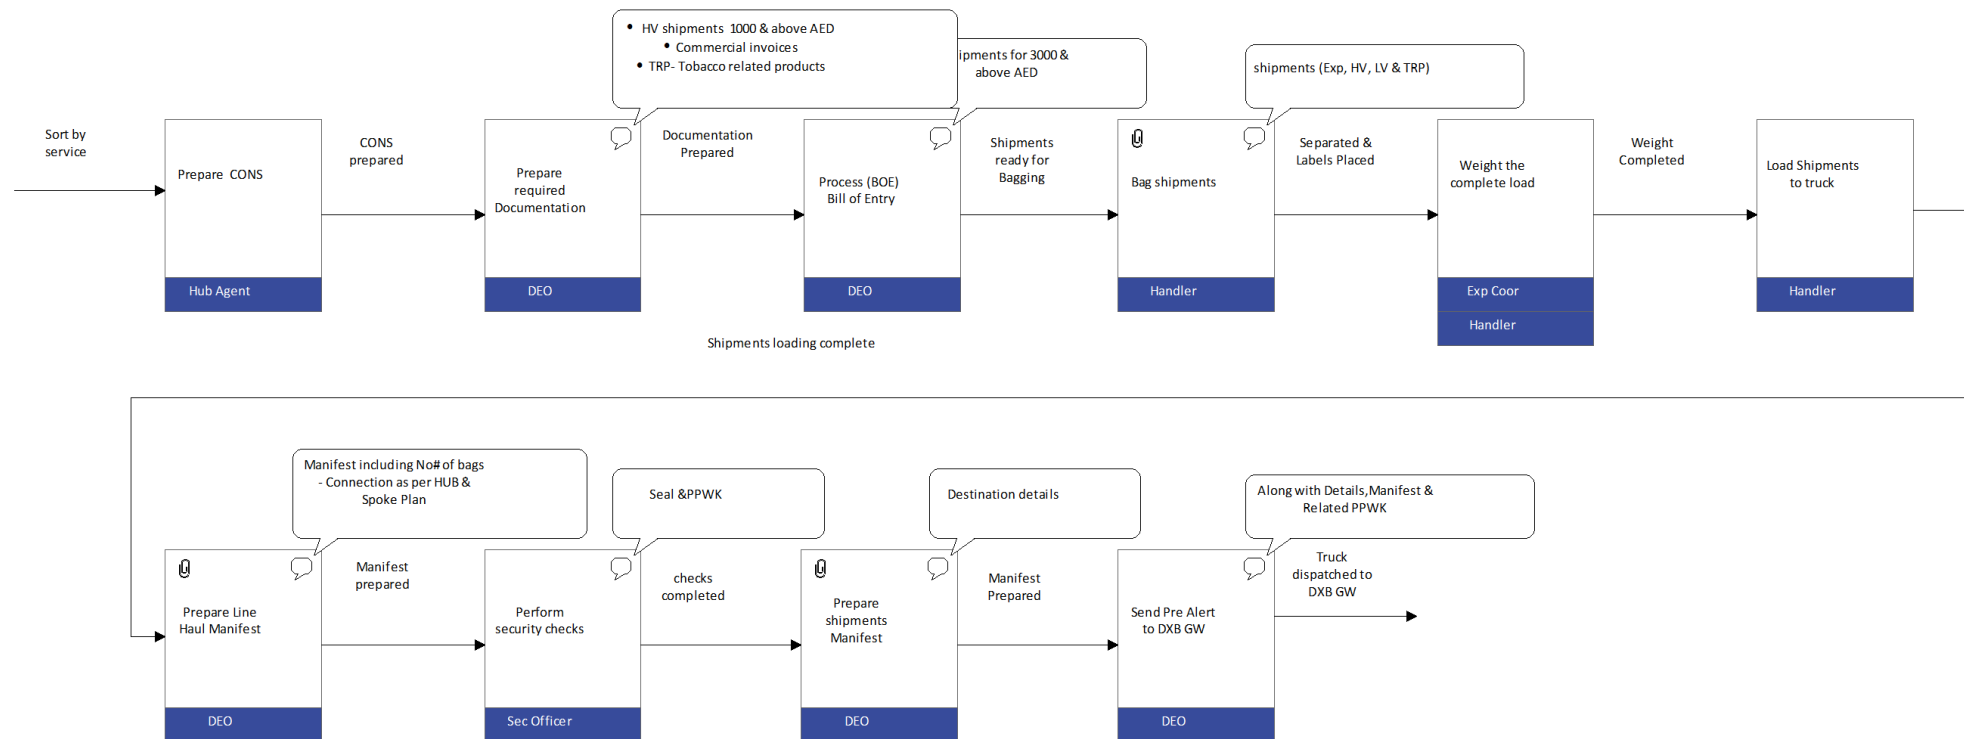 HV shipments 1000 & above AED
Commercial invoices
TRP- Tobacco related products
ipments for 3000 &
above AED
shipments (Exp, HV, LV & TRP)
Sort by
service
Prepare CONS
Hub Agent
CONS
prepared
Prepare
required
Documentation
DEO
Documentation
Prepared
Process (BOE)
Bill of Entry
DEO
Shipments
ready for
Bagging
Bag shipments
Handler
Separated &
Labels Placed
Weight the
complete load
Exp Coor
Handler
Weight
Completed
Load Shipments
to truck
Handler
Shipments loading complete
Manifest including No# of bags
- Connection as per HUB &
Spoke Plan
Seal &PPWK
Destination details
Along with Details,Manifest &
Related PPWK
Prepare Line
Haul Manifest
DEO
Manifest
prepared
Perform
security checks
Sec Officer
checks
completed
Prepare
shipments
Manifest
DEO
Manifest
Prepared
Send Pre Alert
to DXB GW
DEO
Truck
dispatched to
DXB GW